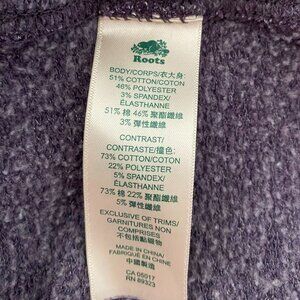 Roots
BODY/CORPS/衣大身:
51% COTTON/COTON
46% POLYESTER
3% SPANDEX/
ÉLASTHANNE
51% 棉 46% 聚酯纖維
3% 彈性纖維
CONTRAST/
CONTRASTE/撞色:
73% COTTON/COTON
22% POLYESTER
5% SPANDEX/
ÉLASTHANNE
73% 棉 22% 聚酯纖維
5% 彈性纖維
EXCLUSIVE OF TRIMS/
GARNITURES NON
COMPRISES
不包括點綴物
MADE IN CHINA/
FABRIQUÉ EN CHINE
中國製造
CA 05017
RN 89323